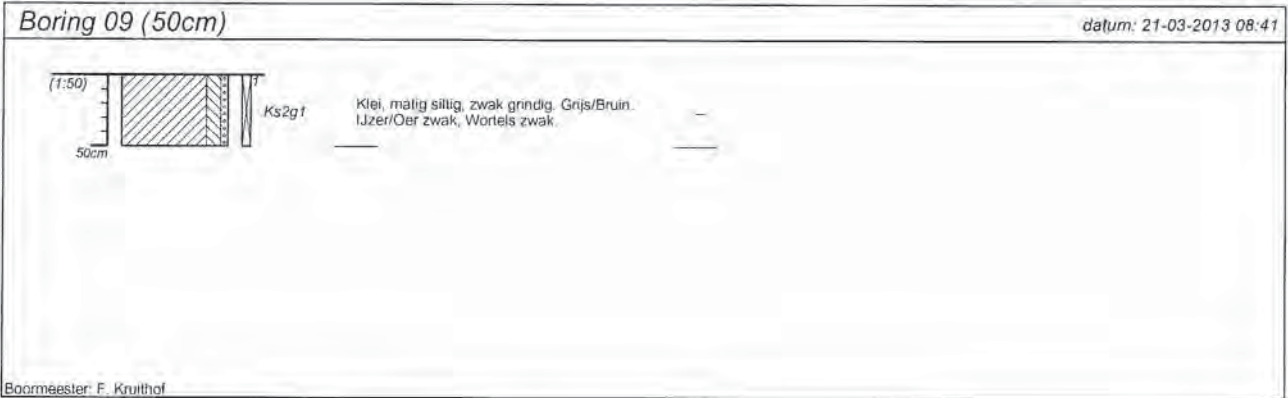 Boring 09 (50cm)
datum: 21-03-2013 08:41
(1:50)
1
Ks2g1
Klei, matig siltig, zwak grindig. Grijs/Bruin.
IJzer/Oer zwak, Wortels zwak.
50cm
Boormeester: F. Kruithof